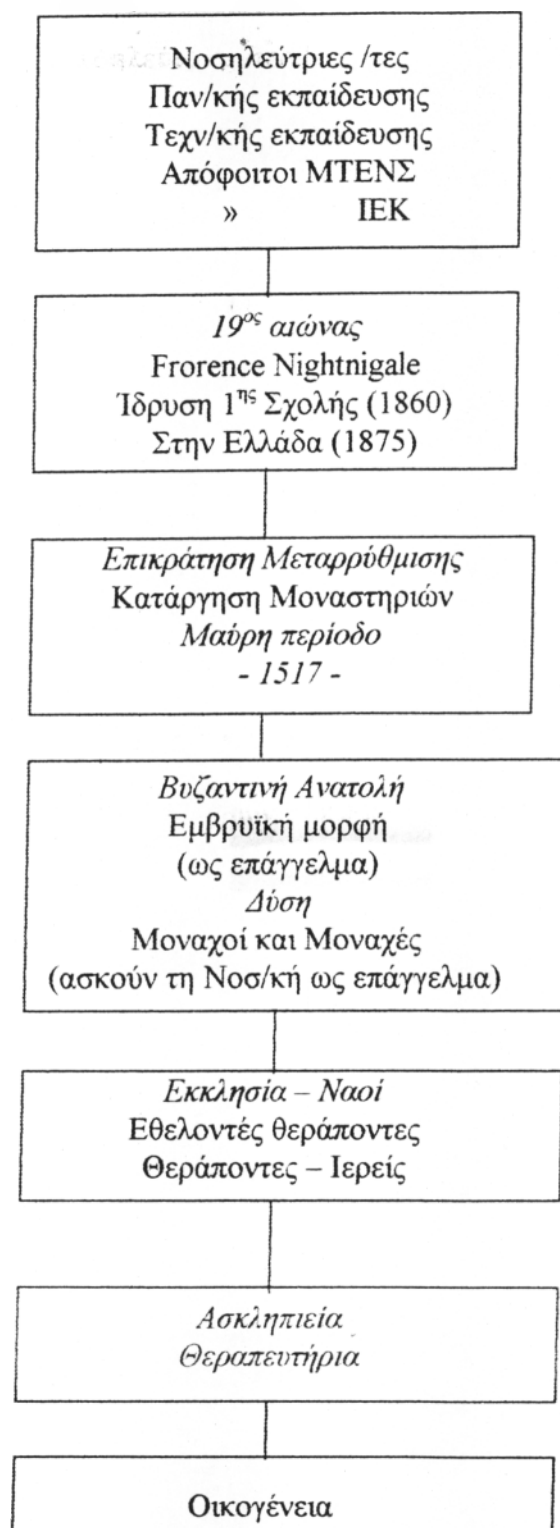 Νοσηλεύτριες /τες
Παν/κής εκπαίδευσης
Τεχν/κής εκπαίδευσης
Απόφοιτοι ΜΤΕΝΣ
» ΙΕΚ
19ος αιώνας
Frorence Nightnigale
Ίδρυση 1ης Σχολής (1860)
Στην Ελλάδα (1875)
Επικράτηση Μεταρρύθμισης
Κατάργηση Μοναστηριών
Μαύρη περίοδο
- 1517 -
Βυζαντινή Ανατολή
Εμβρυϊκή μορφή
(ως επάγγελμα)
Δύση
Μοναχοί και Μοναχές
(ασκούν τη Νοσ/κή ως επάγγελμα)
Εκκλησία – Ναοί
Εθελοντές θεράποντες
Θεράποντες – Ιερείς
Ασκληπιεία
Θεραπευτήρια
Οικογένεια